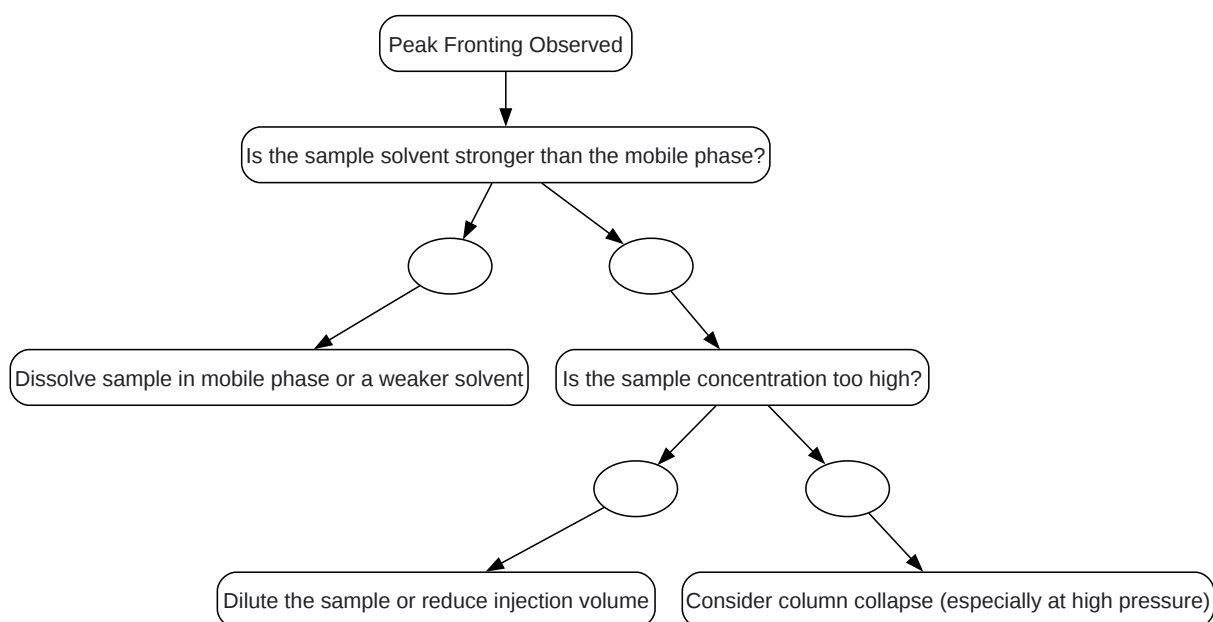 Peak Fronting Observed
Is the sample solvent stronger than the mobile phase?
Dissolve sample in mobile phase or a weaker solvent
Is the sample concentration too high?
Dilute the sample or reduce injection volume
Consider column collapse (especially at high pressure)